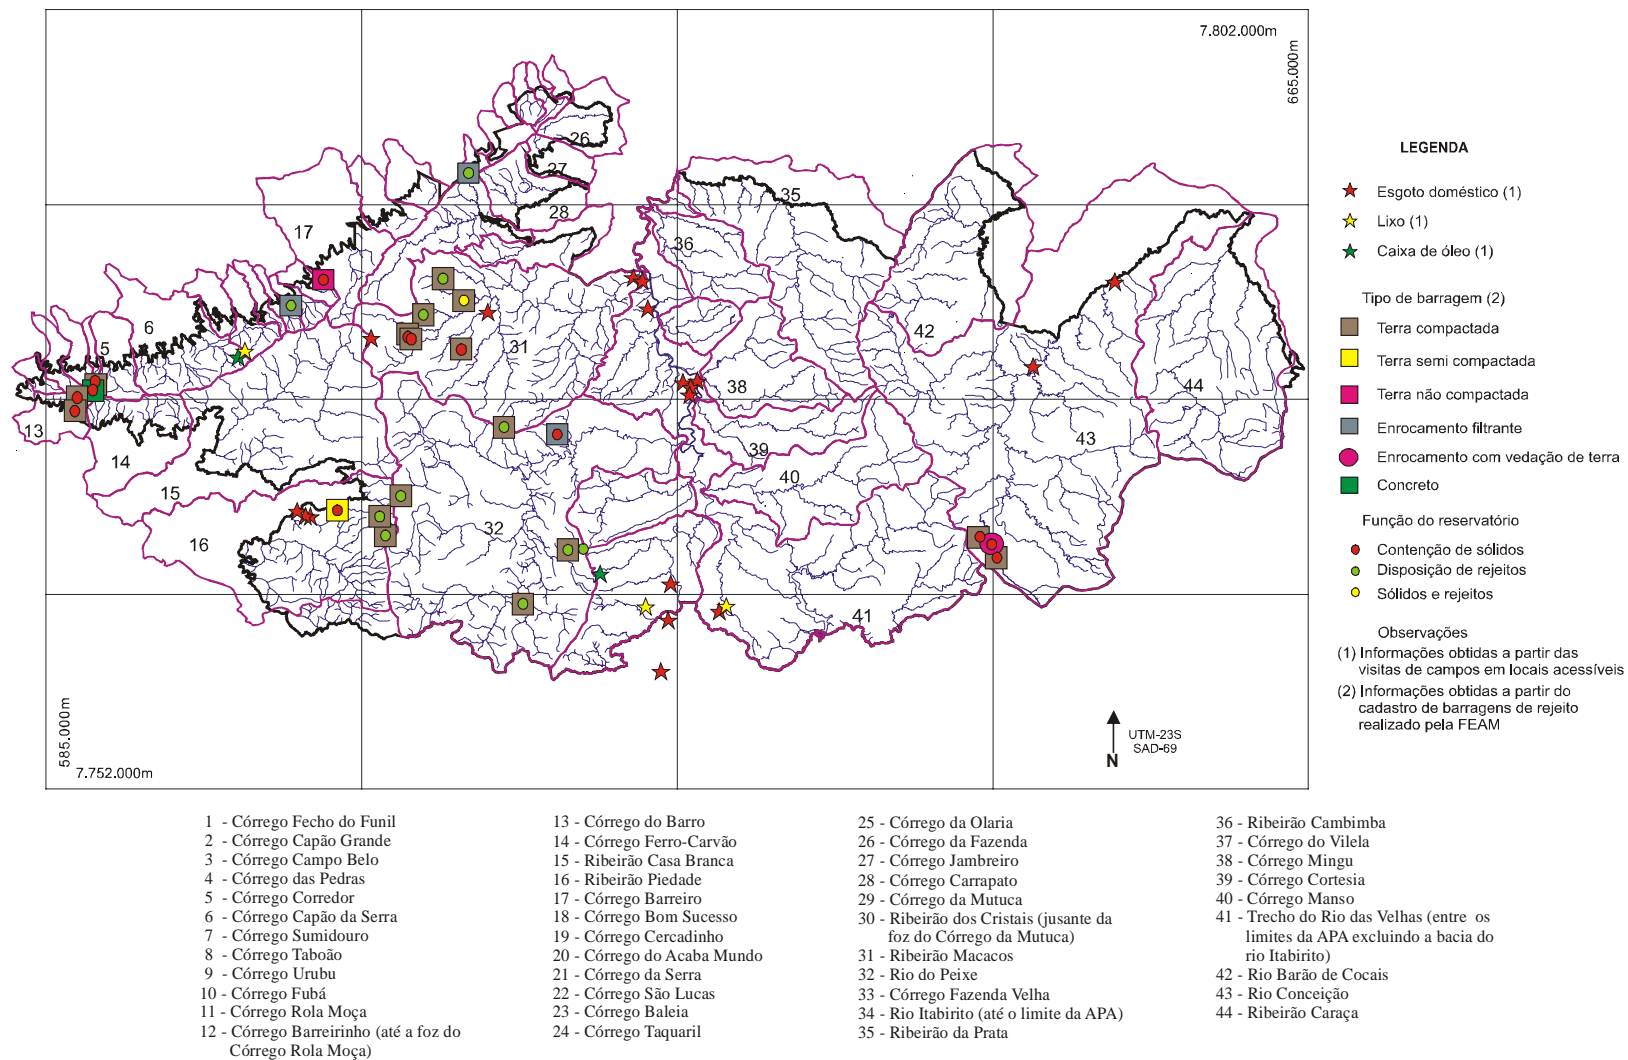 7.802.000m
665.000m
26
27
28
35
17
36
6
5
31
42
38
44
13
14
39
43
15
40
32
16
41
585.000m
7.752.000m
UTM-23S
SAD-69
N
LEGENDA
Esgoto doméstico (1)
Lixo (1)
Caixa de óleo (1)
Tipo de barragem (2)
Terra compactada
Terra semi compactada
Terra não compactada
Enrocamento filtrante
Enrocamento com vedação de terra
Concreto
Função do reservatório
Contenção de sólidos
Disposição de rejeitos
Sólidos e rejeitos
Observações
(1) Informações obtidas a partir das
visitas de campos em locais acessíveis
(2) Informações obtidas a partir do
cadastro de barragens de rejeito
realizado pela FEAM
1 - Córrego Fecho do Funil
2 - Córrego Capão Grande
3 - Córrego Campo Belo
4 - Córrego das Pedras
5 - Córrego Corredor
6 - Córrego Capão da Serra
7 - Córrego Sumidouro
8 - Córrego Taboão
9 - Córrego Urubu
10 - Córrego Fubá
11 - Córrego Rola Moça
12 - Córrego Barreirinho (até a foz do
Córrego Rola Moça)
13 - Córrego do Barro
14 - Córrego Ferro-Carvão
15 - Ribeirão Casa Branca
16 - Ribeirão Piedade
17 - Córrego Barreiro
18 - Córrego Bom Sucesso
19 - Córrego Cercadinho
20 - Córrego do Acaba Mundo
21 - Córrego da Serra
22 - Córrego São Lucas
23 - Córrego Baleia
24 - Córrego Taquaril
25 - Córrego da Olaria
26 - Córrego da Fazenda
27 - Córrego Jambreiro
28 - Córrego Carrapato
29 - Córrego da Mutuca
30 - Ribeirão dos Cristais (jusante da
foz do Córrego da Mutuca)
31 - Ribeirão Macacos
32 - Rio do Peixe
33 - Córrego Fazenda Velha
34 - Rio Itabirito (até o limite da APA)
35 - Ribeirão da Prata
36 - Ribeirão Cambimba
37 - Córrego do Vilela
38 - Córrego Mingu
39 - Córrego Cortesia
40 - Córrego Manso
41 - Trecho do Rio das Velhas (entre os
limites da APA excluindo a bacia do
rio Itabirito)
42 - Rio Barão de Cocais
43 - Rio Conceição
44 - Ribeirão Caraça